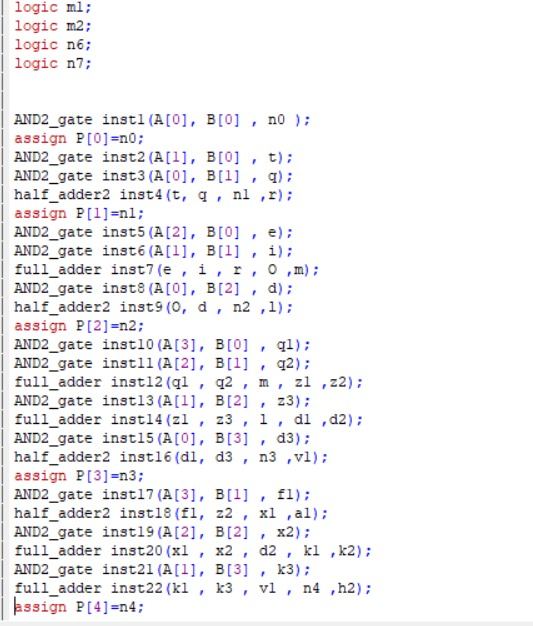 logic m1;
logic m2;
logic n6;
logic n7;
AND2_gate inst1(A[0], B[0] , n0 );
assign P[0]=n0;
AND2_gate inst2(A[1], B[0] , t);
AND2_gate inst3(A[0], B[1] , q);
half_adder2 inst4(t, q , n1 ,r);
assign P[1]=n1;
AND2_gate inst5(A[2], B[0] , e);
AND2_gate inst6(A[1], B[1] , i);
full_adder inst7(e , i , r , O ,m);
AND2_gate inst8(A[0], B[2] , d);
half_adder2 inst9(O, d , n2 ,l);
assign P[2]=n2;
AND2_gate inst10(A[3], B[0] , q1);
AND2_gate inst11(A[2], B[1] , q2);
full_adder inst12(q1 , q2 , m , z1 ,z2);
AND2_gate inst13(A[1], B[2] , z3);
full_adder inst14(z1 , z3 , l , d1 ,d2);
AND2_gate inst15(A[0], B[3] , d3);
half_adder2 inst16(d1, d3 , n3 ,v1);
assign P[3]=n3;
AND2_gate inst17(A[3], B[1] , f1);
half_adder2 inst18(f1, z2 , x1 ,a1);
AND2_gate inst19(A[2], B[2] , x2);
full_adder inst20(x1 , x2 , d2 , k1 ,k2);
AND2_gate inst21(A[1], B[3] , k3);
full_adder inst22(k1 , k3 , v1 , n4 ,h2);
assign P[4]=n4;